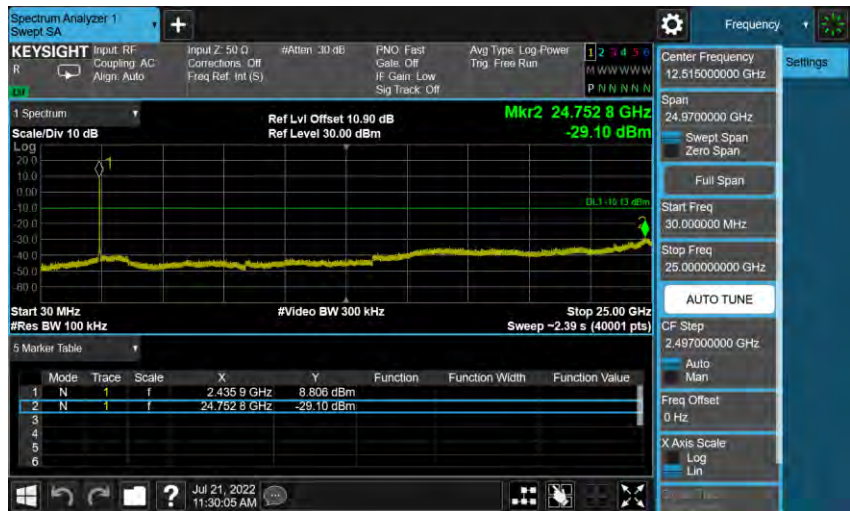 Spectrum Analyzer 1
Swept SA
+
Frequency
KEYSIGHT
R
Input: RF
Coupling: AC
Align: Auto
Input Z: 50 Ω
Corrections: Off
Freq Ref: Int (S)
#Atten: 30 dB
PNO: Fast
Gate: Off
IF Gain: Low
Sig Track: Off
Avg Type: Log-Power
Trig: Free Run
1 2 3 4 5 6
M W W W W W
P N N N N N
1 Spectrum
Scale/Div 10 dB
Ref Lvl Offset 10.90 dB
Ref Level 30.00 dBm
Mkr2 24.752 8 GHz
-29.10 dBm
Log
20.0
10.0
0.00
-10.0
-20.0
-30.0
-40.0
-50.0
-60.0
1
2
DL1 -10.13 dBm
Start 30 MHz
#Res BW 100 kHz
#Video BW 300 kHz
Stop 25.00 GHz
Sweep ~2.39 s (40001 pts)
5 Marker Table
Mode Trace Scale X Y Function Function Width Function Value
1 N 1 f 2.435 9 GHz 8.806 dBm
2 N 1 f 24.752 8 GHz -29.10 dBm
3
4
5
6
Jul 21, 2022
11:30:05 AM
?
Settings
Center Frequency
12.515000000 GHz
Span
24.9700000 GHz
Swept Span
Zero Span
Full Span
Start Freq
30.000000 MHz
Stop Freq
25.000000000 GHz
AUTO TUNE
CF Step
2.497000000 GHz
Auto
Man
Freq Offset
0 Hz
X Axis Scale
Log
Lin